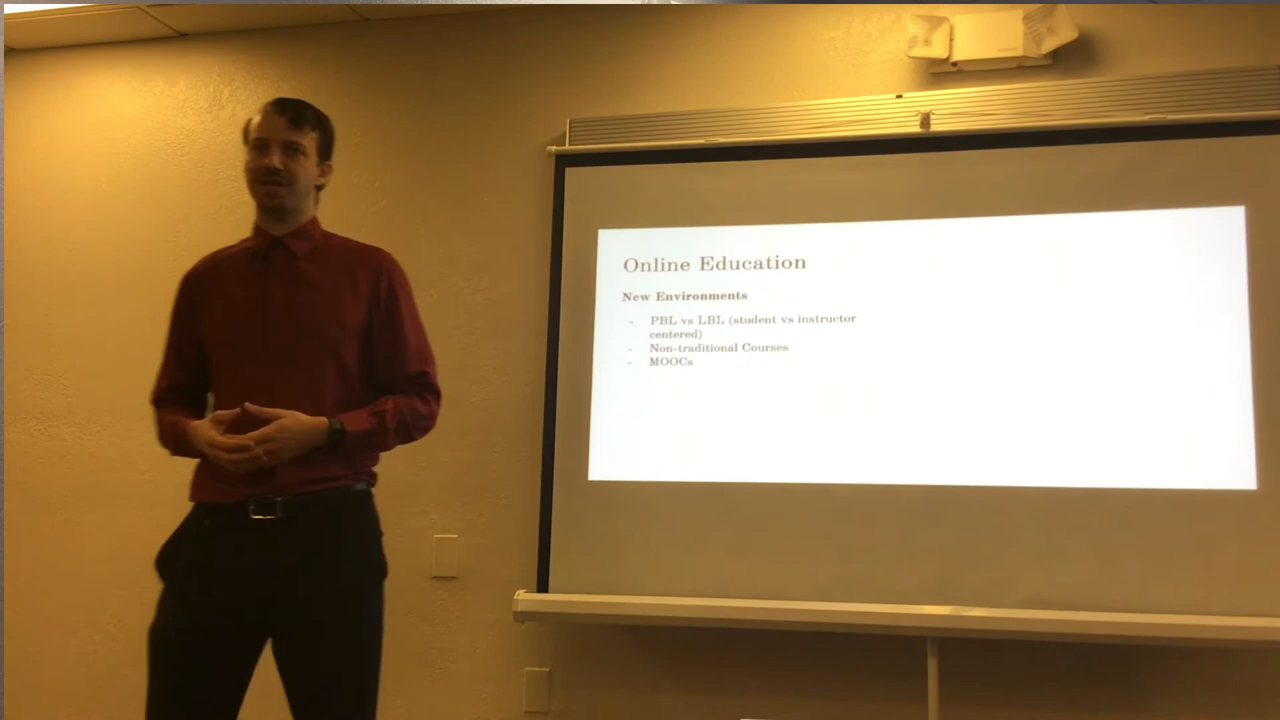 Online Education
New Environments
- PBL vs LBL (student vs instructor
centered)
- Non-traditional Courses
- MOOCs